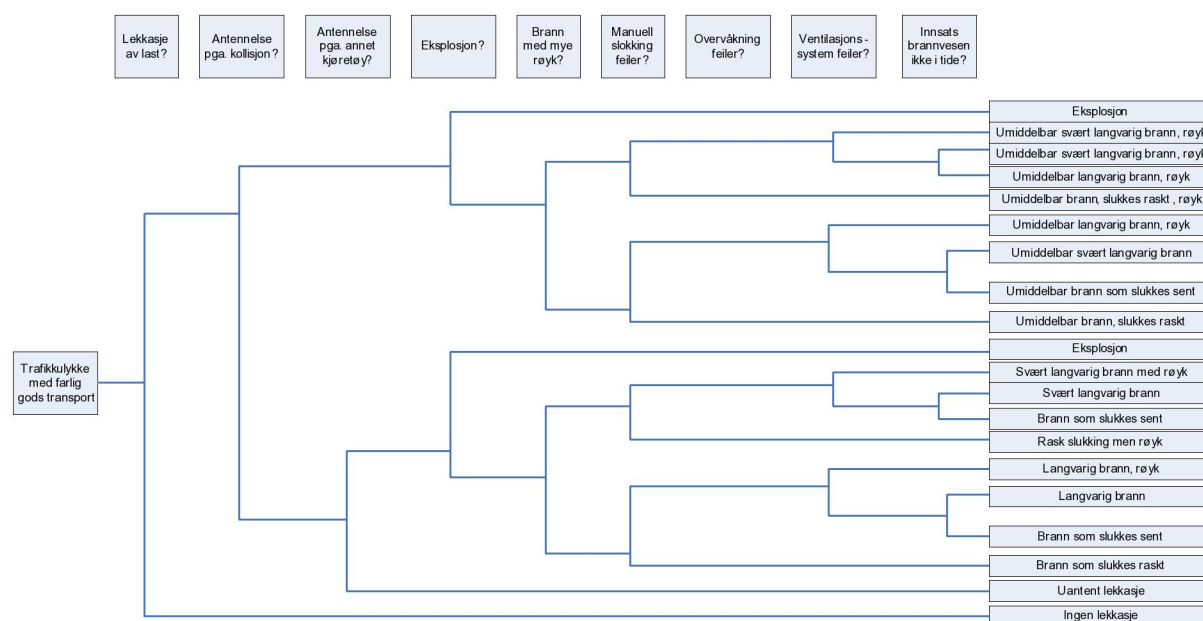 Lekkasje
av last?
Antennelse
pga. kollisjon?
Antennelse
pga. annet
kjøretøy?
Eksplosjon?
Brann
med mye
røyk?
Manuell
slokking
feiler?
Overvåkning
feiler?
Ventilasjons-
system feiler?
Innsats
brannvesen
ikke i tide?
Trafikkulykke
med farlig
gods transport
Eksplosjon
Umiddelbar svært langvarig brann, røyk
Umiddelbar svært langvarig brann, røyk
Umiddelbar langvarig brann, røyk
Umiddelbar brann, slukkes raskt, røyk
Umiddelbar langvarig brann, røyk
Umiddelbar svært langvarig brann
Umiddelbar brann som slukkes sent
Umiddelbar brann, slukkes raskt
Eksplosjon
Svært langvarig brann med røyk
Svært langvarig brann
Brann som slukkes sent
Rask slukking men røyk
Langvarig brann, røyk
Langvarig brann
Brann som slukkes sent
Brann som slukkes raskt
Uantent lekkasje
Ingen lekkasje